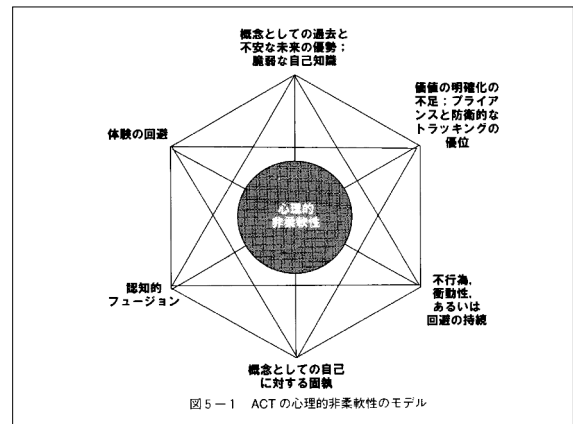 概念としての過去と
不安な未来の優勢；
脆弱な自己知識
価値の明確化の
不足；プライア
ンスと防衛的な
トラッキングの
優位
体験の回避
心理的
非柔軟性
認知的
フュージョン
不行為，
衝動性，
あるいは
回避の持続
概念としての自己
に対する固執
図5－1　ACTの心理的非柔軟性のモデル